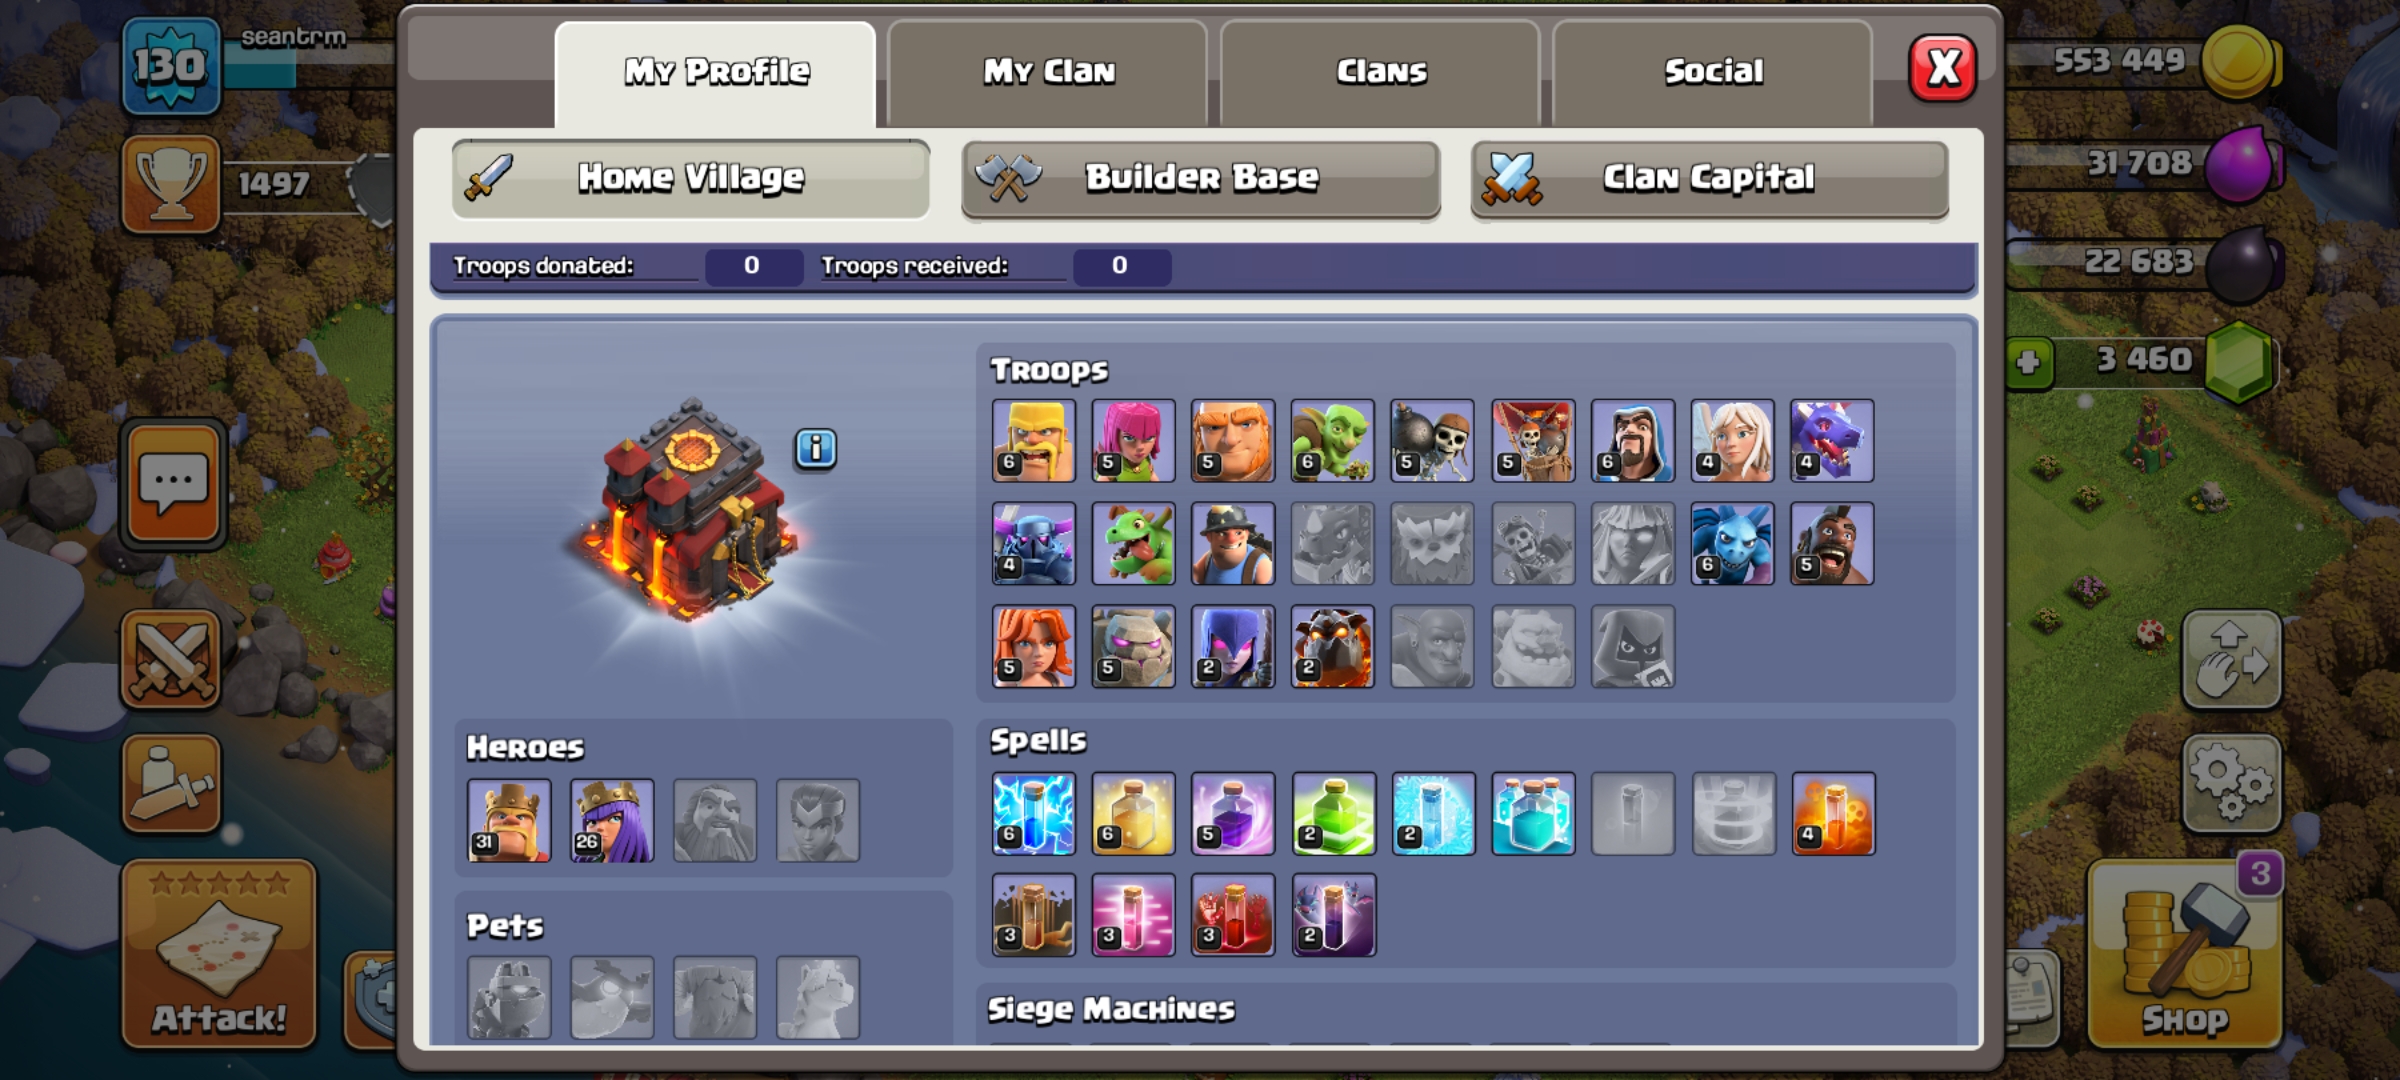 130
seantrm
My Profile
My Clan
Clans
Social
X
553 449
1497
Home Village
Builder Base
Clan Capital
31 708
Troops donated: 0
Troops received: 0
22 683
3 460
Troops
6 5 5 6 5 5 6 4 4
4 6 5
5 5 2 2
Heroes
31 26
Spells
6 6 5 2 2 4
3 3 3 2
Pets
Siege Machines
Attack!
3
Shop